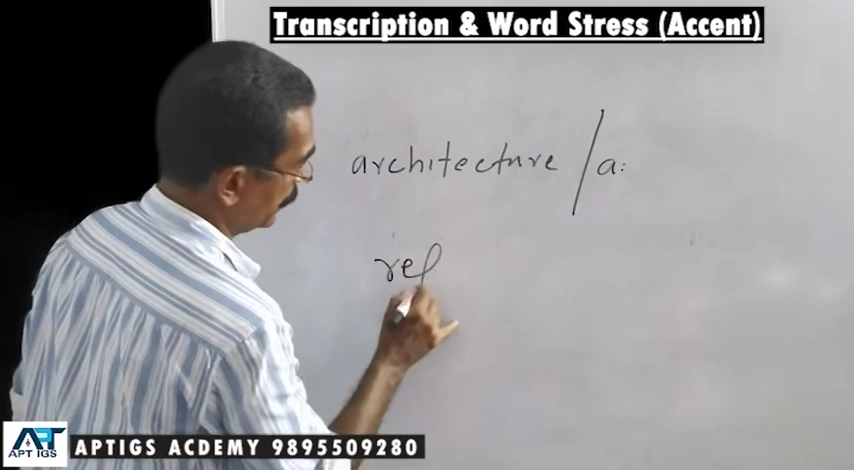 Transcription & Word Stress (Accent)
architecture /a:
ref
APT IGS
APTIGS ACDEMY 9895509280